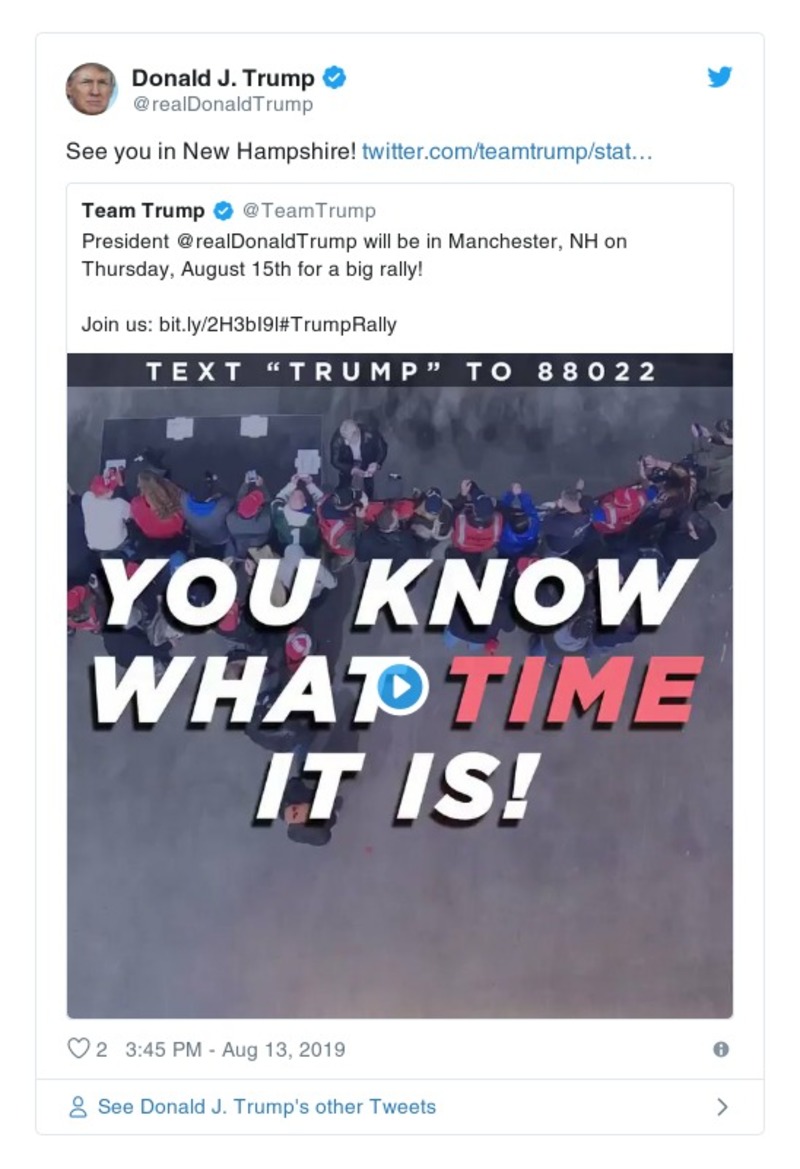 Donald J. Trump
@realDonaldTrump
See you in New Hampshire! twitter.com/teamtrump/stat…
Team Trump @TeamTrump
President @realDonaldTrump will be in Manchester, NH on
Thursday, August 15th for a big rally!
Join us: bit.ly/2H3bI9l#TrumpRally
TEXT “TRUMP” TO 88022
YOU KNOW
WHAT TIME
IT IS!
2 3:45 PM - Aug 13, 2019
See Donald J. Trump's other Tweets